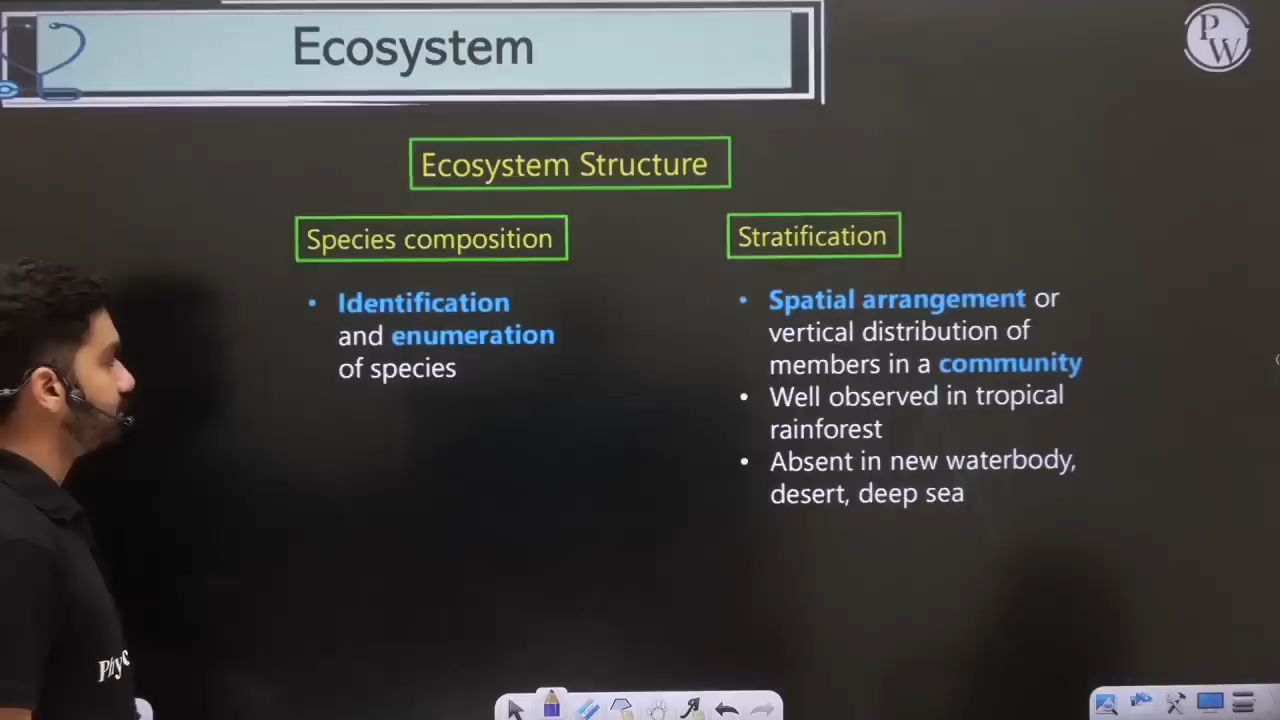 Ecosystem
PW
Ecosystem Structure
Species composition
• Identification
and enumeration
of species
Stratification
• Spatial arrangement or
vertical distribution of
members in a community
• Well observed in tropical
rainforest
• Absent in new waterbody,
desert, deep sea